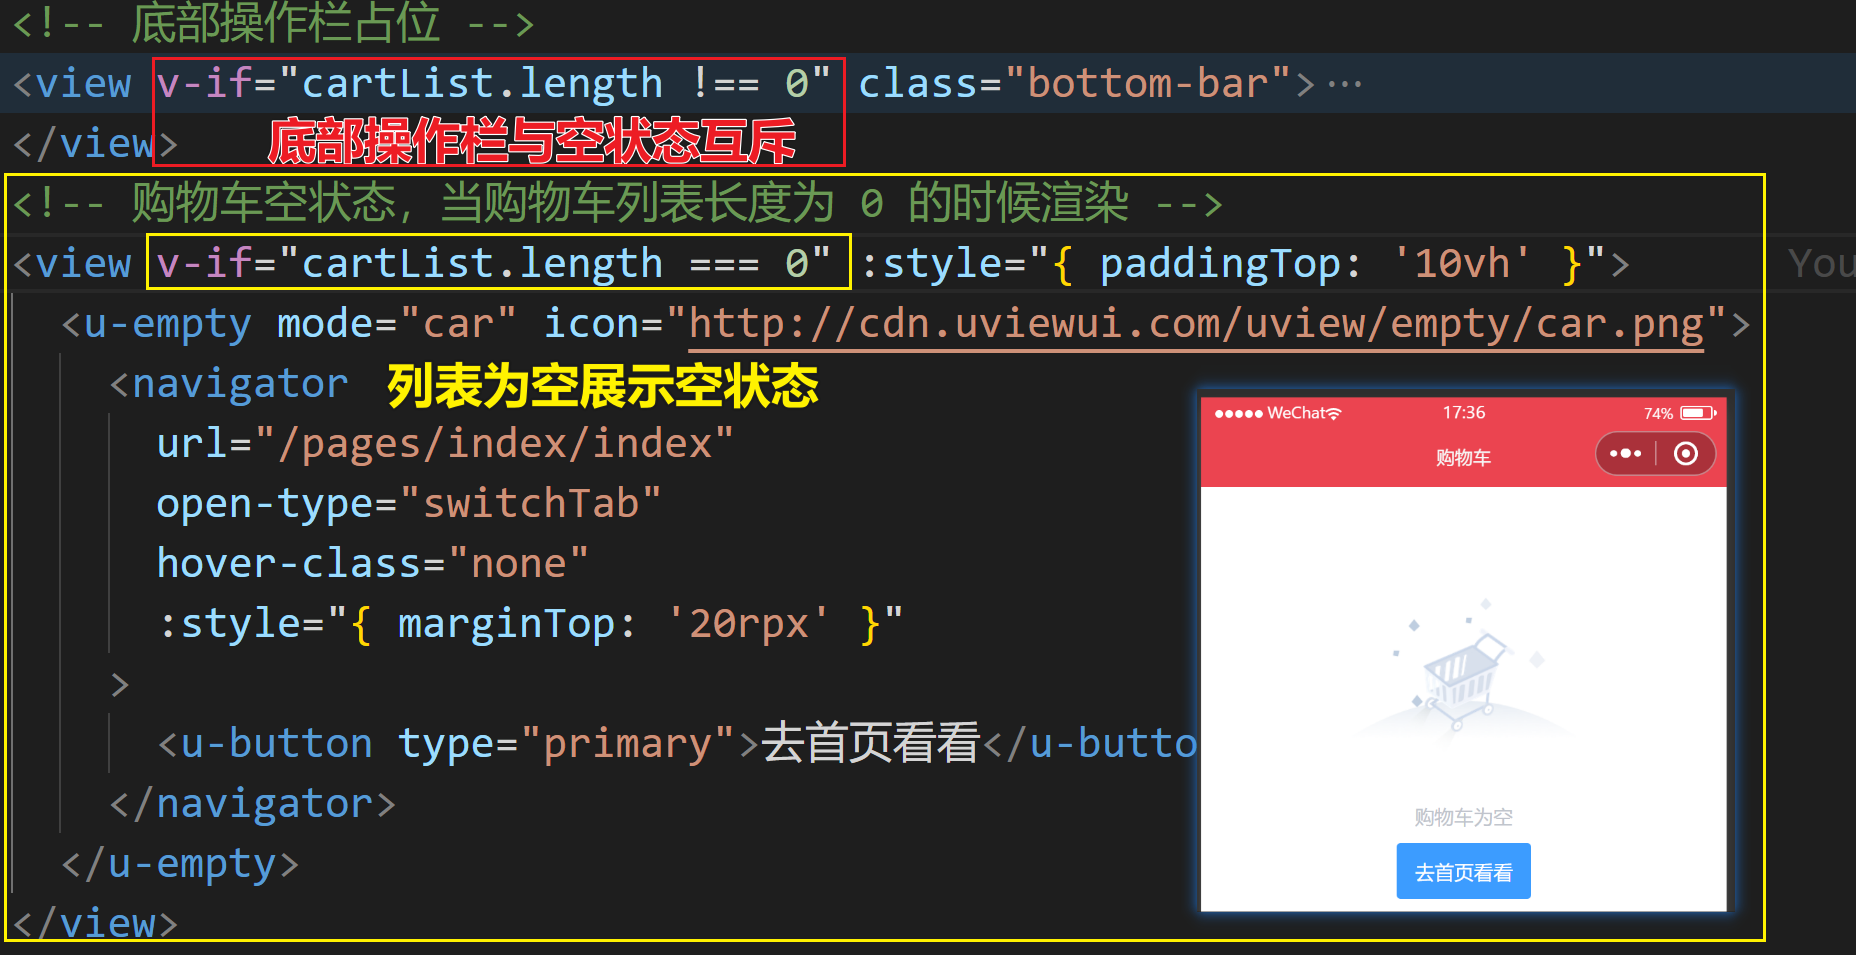 <!-- 底部操作栏占位 -->
<view v-if="cartList.length !== 0" class="bottom-bar">···
</view>
底部操作栏与空状态互斥
<!-- 购物车空状态，当购物车列表长度为 0 的时候渲染 -->
<view v-if="cartList.length === 0" :style="{ paddingTop: '10vh' }"> You
<u-empty mode="car" icon="http://cdn.uviewui.com/uview/empty/car.png">
<navigator
列表为空展示空状态
url="/pages/index/index"
open-type="switchTab"
hover-class="none"
:style="{ marginTop: '20rpx' }"
>
<u-button type="primary">去首页看看</u-butto
</navigator>
</u-empty>
</view>
WeChat 17:36 74%
购物车
购物车为空
去首页看看